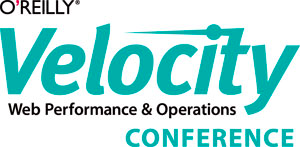 O'REILLY®
Velocity
Web Performance & Operations
CONFERENCE